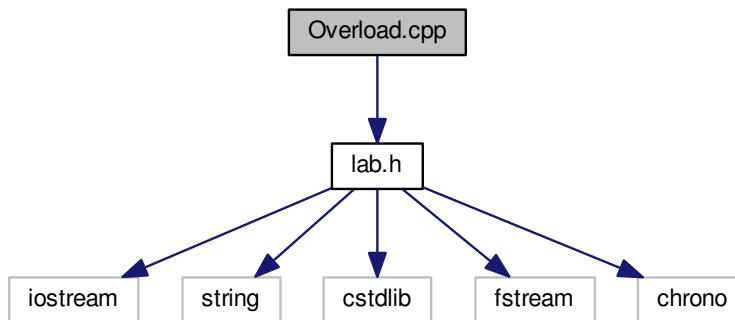 Overload.cpp
lab.h
iostream
string
cstdlib
fstream
chrono